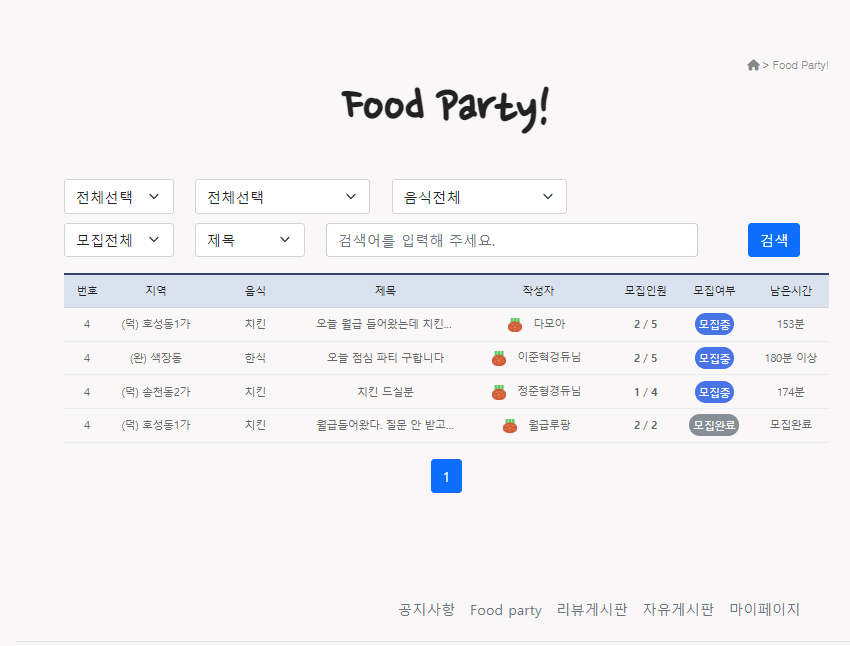 > Food Party!
Food Party!
전체선택 전체선택 음식전체
모집전체 제목 검색어를 입력해 주세요. 검색
번호 지역 음식 제목 작성자 모집인원 모집여부 남은시간
4 (덕) 호성동1가 치킨 오늘 월급 들어왔는데 치킨... 다모아 2 / 5 모집중 153분
4 (완) 색장동 한식 오늘 점심 파티 구합니다 이준혁경듀님 2 / 5 모집중 180분 이상
4 (덕) 송천동2가 치킨 치킨 드실분 정준형경듀님 1 / 4 모집중 174분
4 (덕) 호성동1가 치킨 월급들어왔다. 질문 안 받고... 월급루팡 2 / 2 모집완료 모집완료
1
공지사항 Food party 리뷰게시판 자유게시판 마이페이지